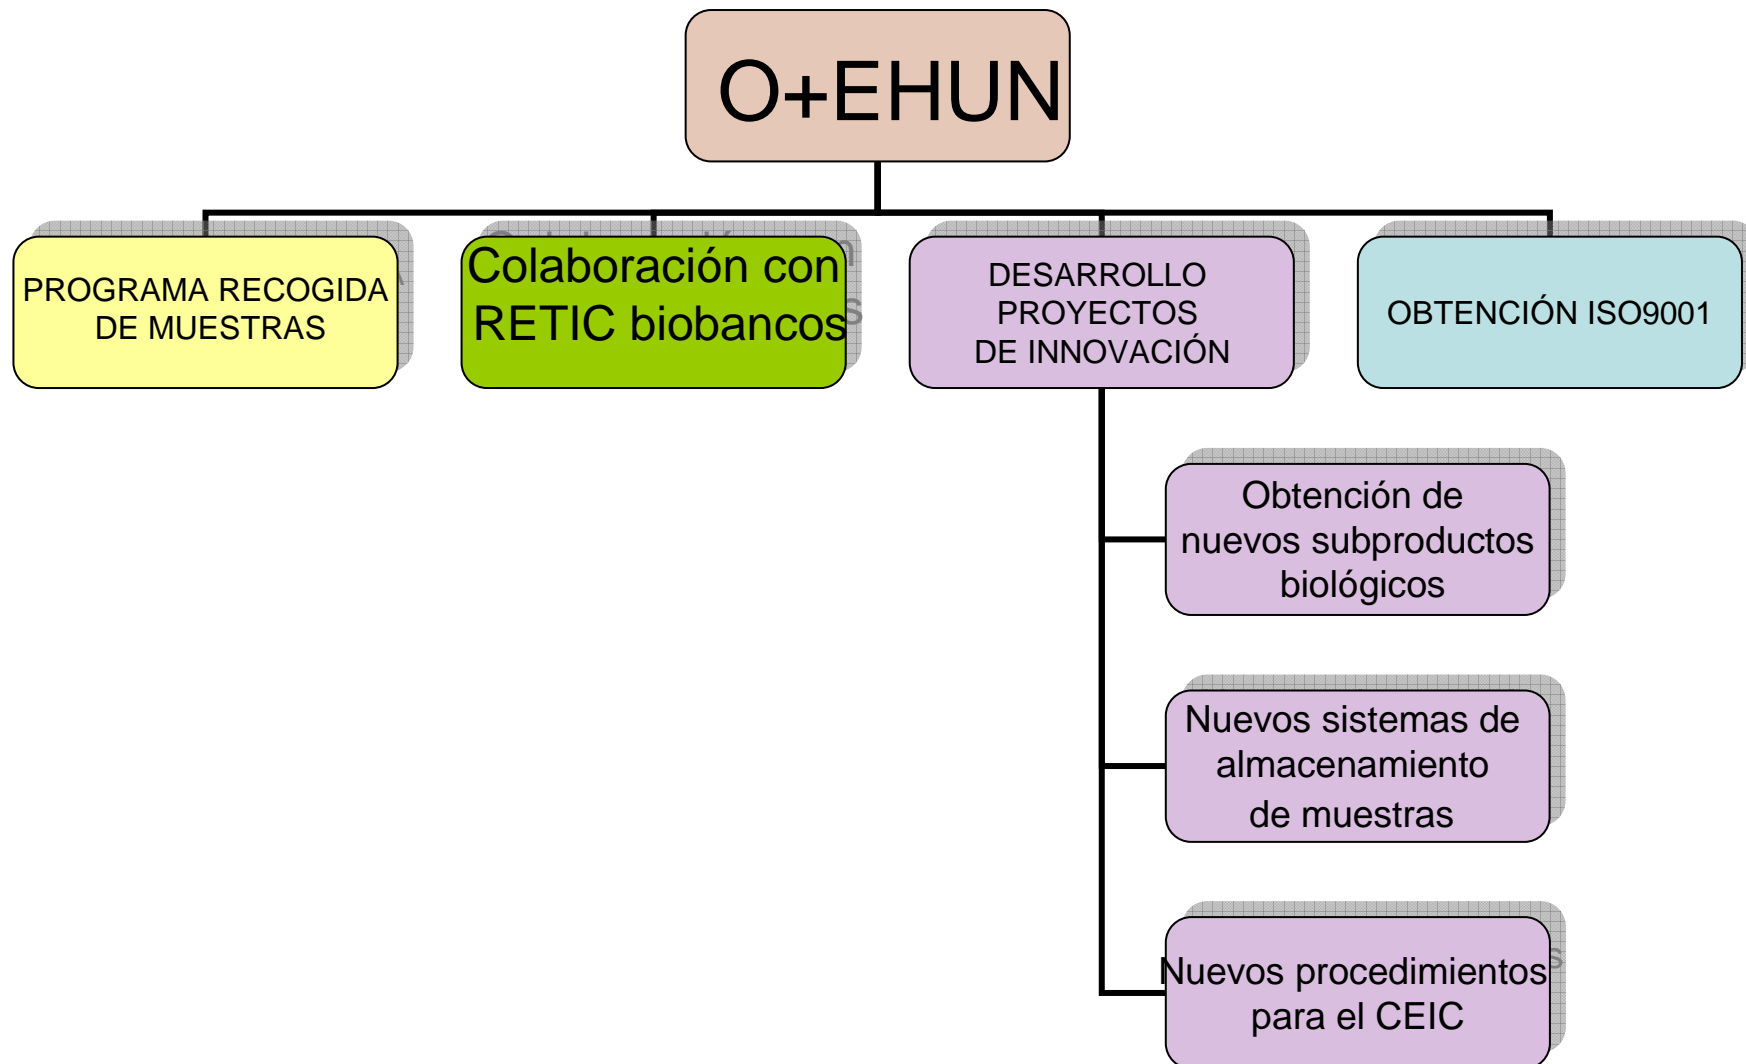 O+EHUN
PROGRAMA RECOGIDA
DE MUESTRAS
Colaboración con
RETIC biobancos
DESARROLLO
PROYECTOS
DE INNOVACIÓN
OBTENCIÓN ISO9001
Obtención de
nuevos subproductos
biológicos
Nuevos sistemas de
almacenamiento
de muestras
Nuevos procedimientos
para el CEIC